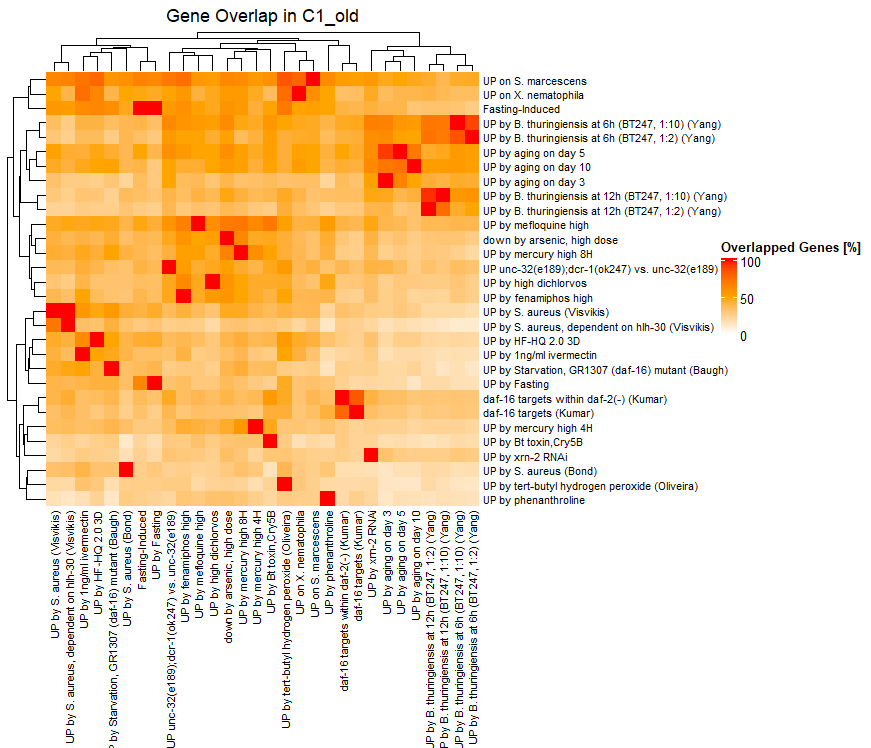 Gene Overlap in C1_old
UP on S. marcescens
UP on X. nematophila
Fasting-Induced
UP by B. thuringiensis at 6h (BT247, 1:10) (Yang)
UP by B. thuringiensis at 6h (BT247, 1:2) (Yang)
UP by aging on day 5
UP by aging on day 10
UP by aging on day 3
UP by B. thuringiensis at 12h (BT247, 1:10) (Yang)
UP by B. thuringiensis at 12h (BT247, 1:2) (Yang)
UP by mefloquine high
down by arsenic, high dose
UP by mercury high 8H
UP unc-32(e189);dcr-1(ok247) vs. unc-32(e189)
UP by high dichlorvos
UP by fenamiphos high
UP by S. aureus (Visvikis)
UP by S. aureus, dependent on hlh-30 (Visvikis)
UP by HF-HQ 2.0 3D
UP by 1ng/ml ivermectin
UP by Starvation, GR1307 (daf-16) mutant (Baugh)
UP by Fasting
daf-16 targets within daf-2(-) (Kumar)
daf-16 targets (Kumar)
UP by mercury high 4H
UP by Bt toxin,Cry5B
UP by xrn-2 RNAi
UP by S. aureus (Bond)
UP by tert-butyl hydrogen peroxide (Oliveira)
UP by phenanthroline
Overlapped Genes [%]
100
50
0
UP by S. aureus (Visvikis)
UP by S. aureus, dependent on hlh-30 (Visvikis)
UP by 1ng/ml ivermectin
UP by HF-HQ 2.0 3D
UP by Starvation, GR1307 (daf-16) mutant (Baugh)
UP by S. aureus (Bond)
Fasting-Induced
UP by Fasting
UP unc-32(e189);dcr-1(ok247) vs. unc-32(e189)
UP by fenamiphos high
UP by mefloquine high
UP by high dichlorvos
down by arsenic, high dose
UP by mercury high 8H
UP by mercury high 4H
UP by Bt toxin,Cry5B
UP by tert-butyl hydrogen peroxide (Oliveira)
UP on X. nematophila
UP on S. marcescens
UP by phenanthroline
daf-16 targets within daf-2(-) (Kumar)
daf-16 targets (Kumar)
UP by xrn-2 RNAi
UP by aging on day 3
UP by aging on day 5
UP by aging on day 10
UP by B. thuringiensis at 12h (BT247, 1:2) (Yang)
UP by B. thuringiensis at 12h (BT247, 1:10) (Yang)
UP by B. thuringiensis at 6h (BT247, 1:10) (Yang)
UP by B. thuringiensis at 6h (BT247, 1:2) (Yang)